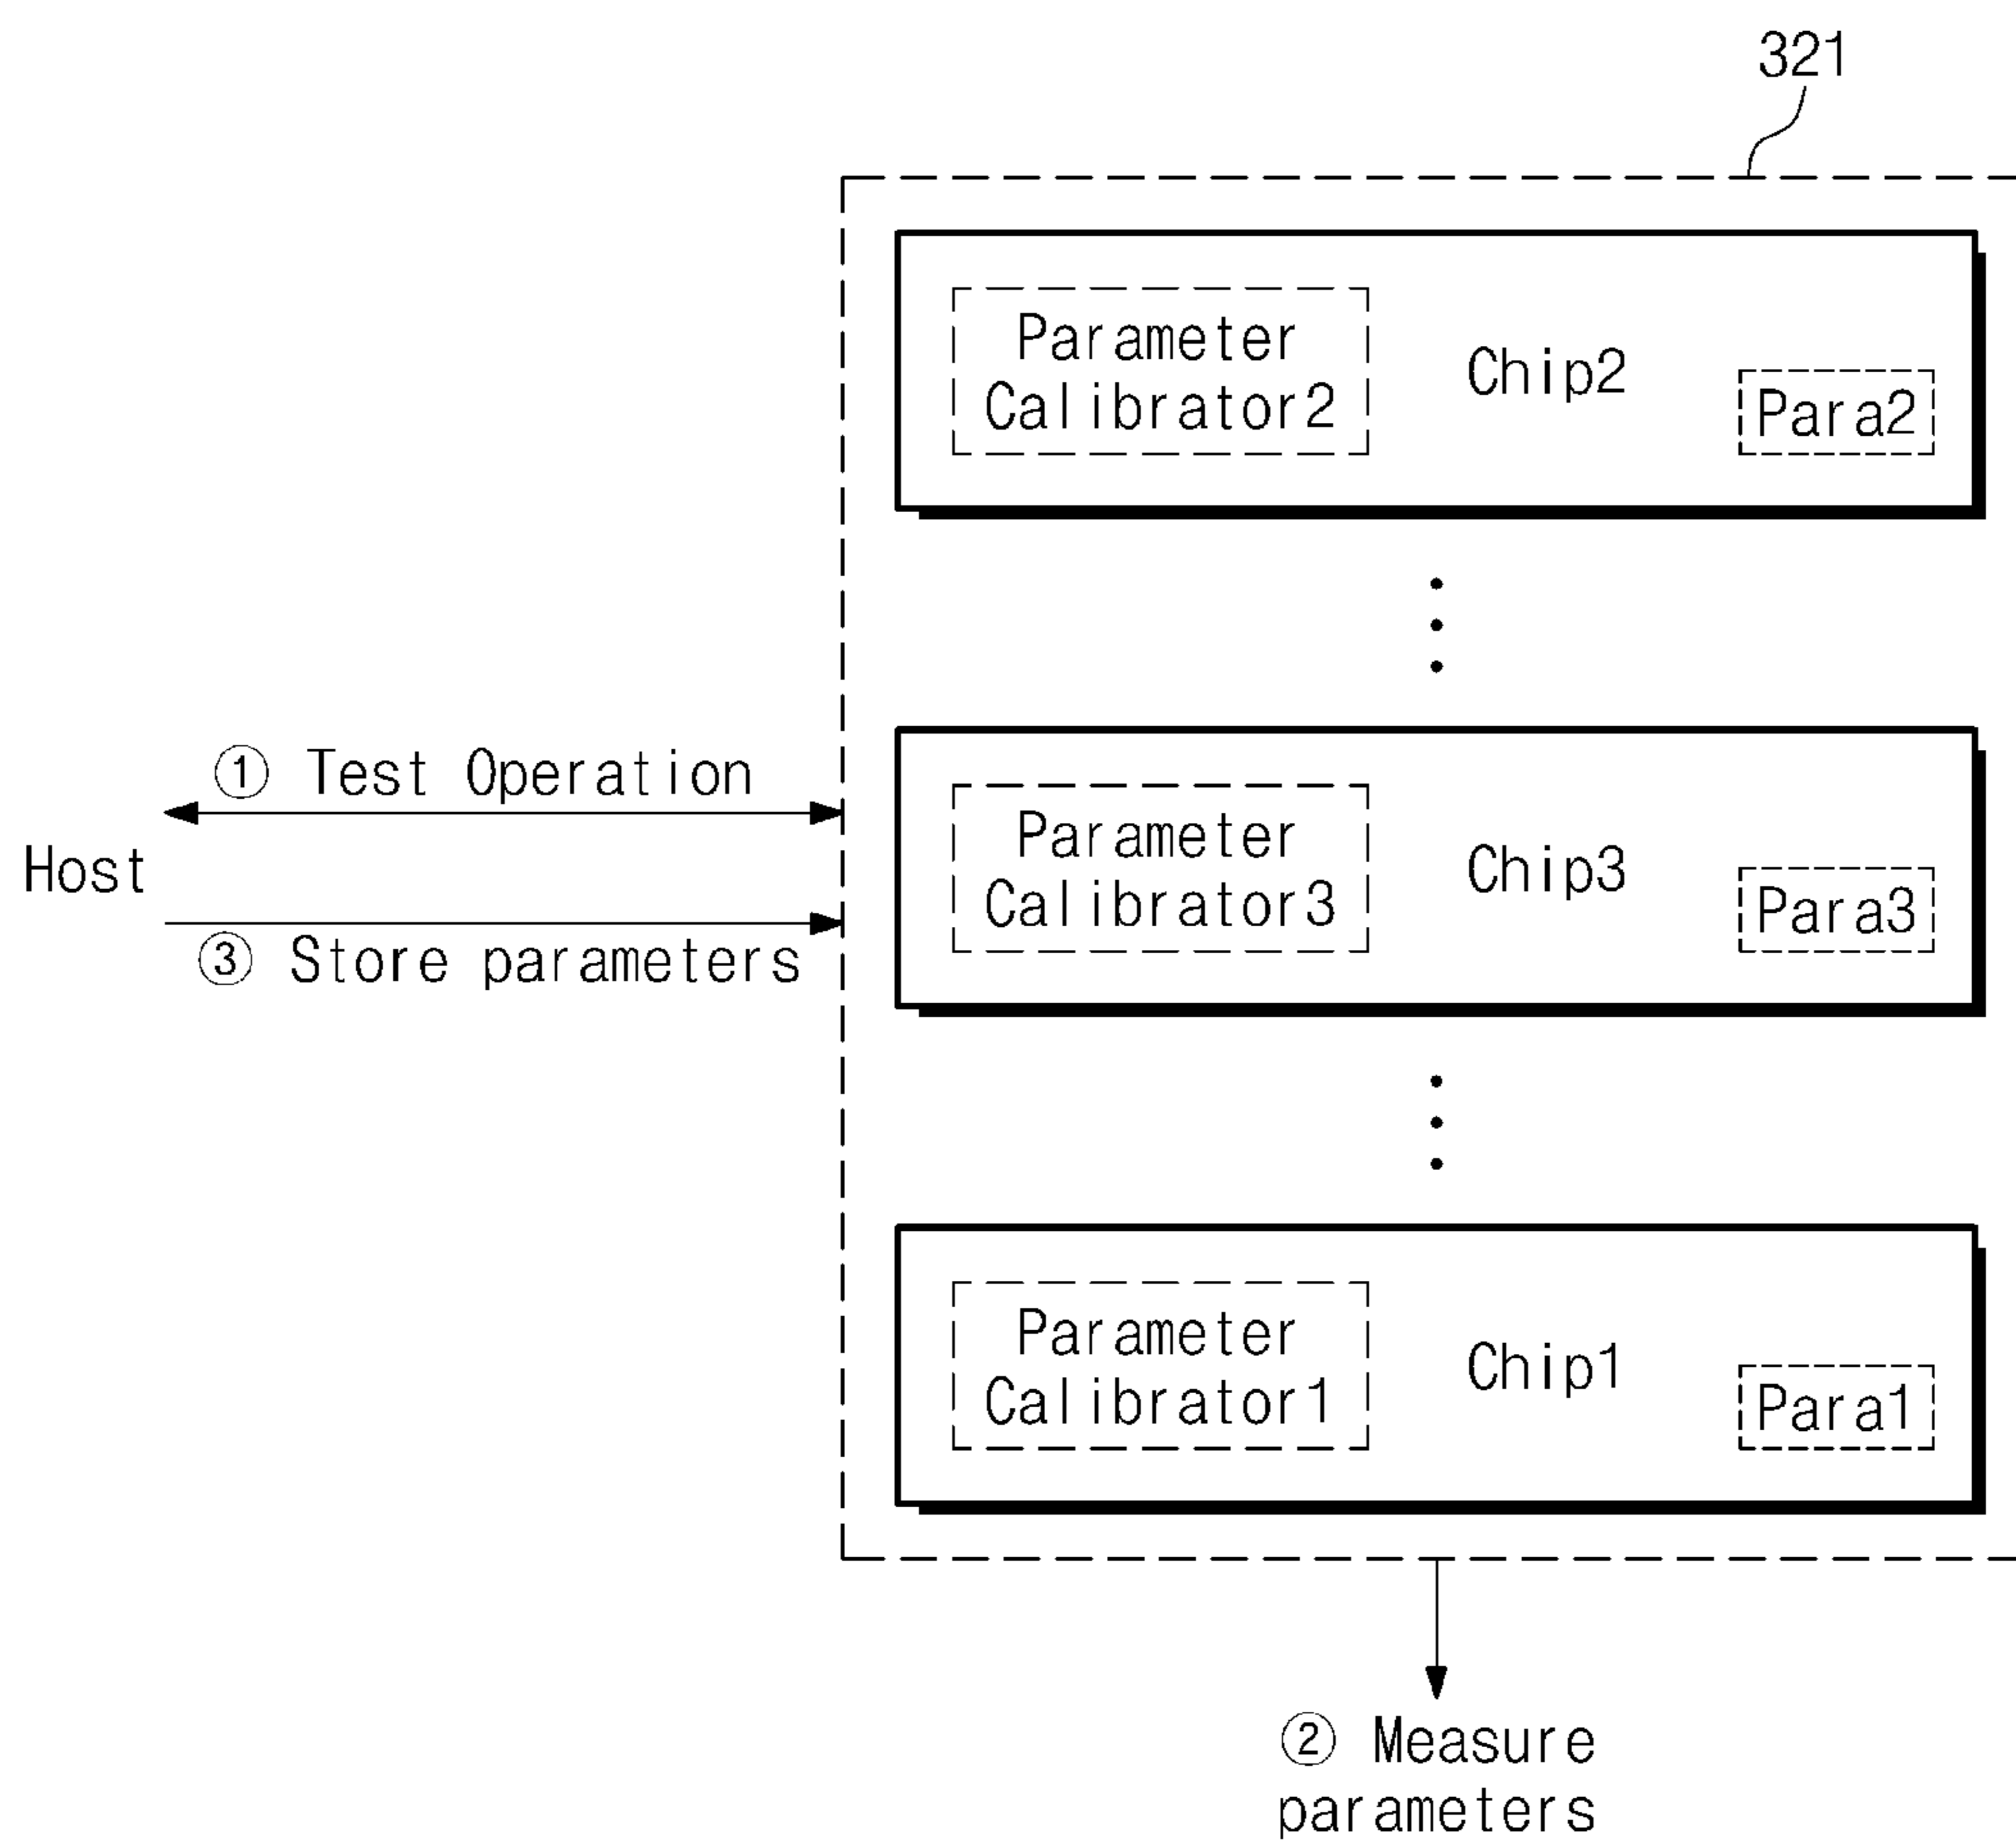 321
Parameter
Calibrator2
Chip2
Para2
① Test Operation
Host
③ Store parameters
Parameter
Calibrator3
Chip3
Para3
Parameter
Calibrator1
Chip1
Para1
② Measure
parameters